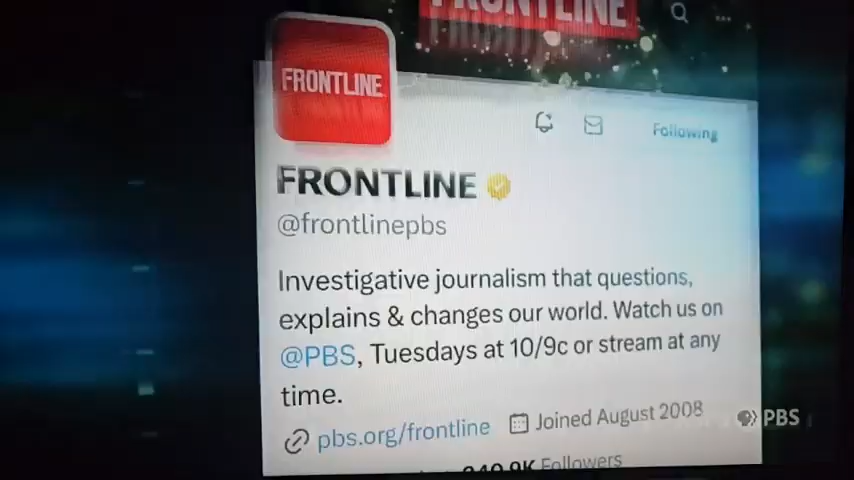 FRONTLINE
FRONTLINE
Following
FRONTLINE
@frontlinepbs
Investigative journalism that questions,
explains & changes our world. Watch us on
@PBS, Tuesdays at 10/9c or stream at any
time.
pbs.org/frontline Joined August 2008
PBS
Followers